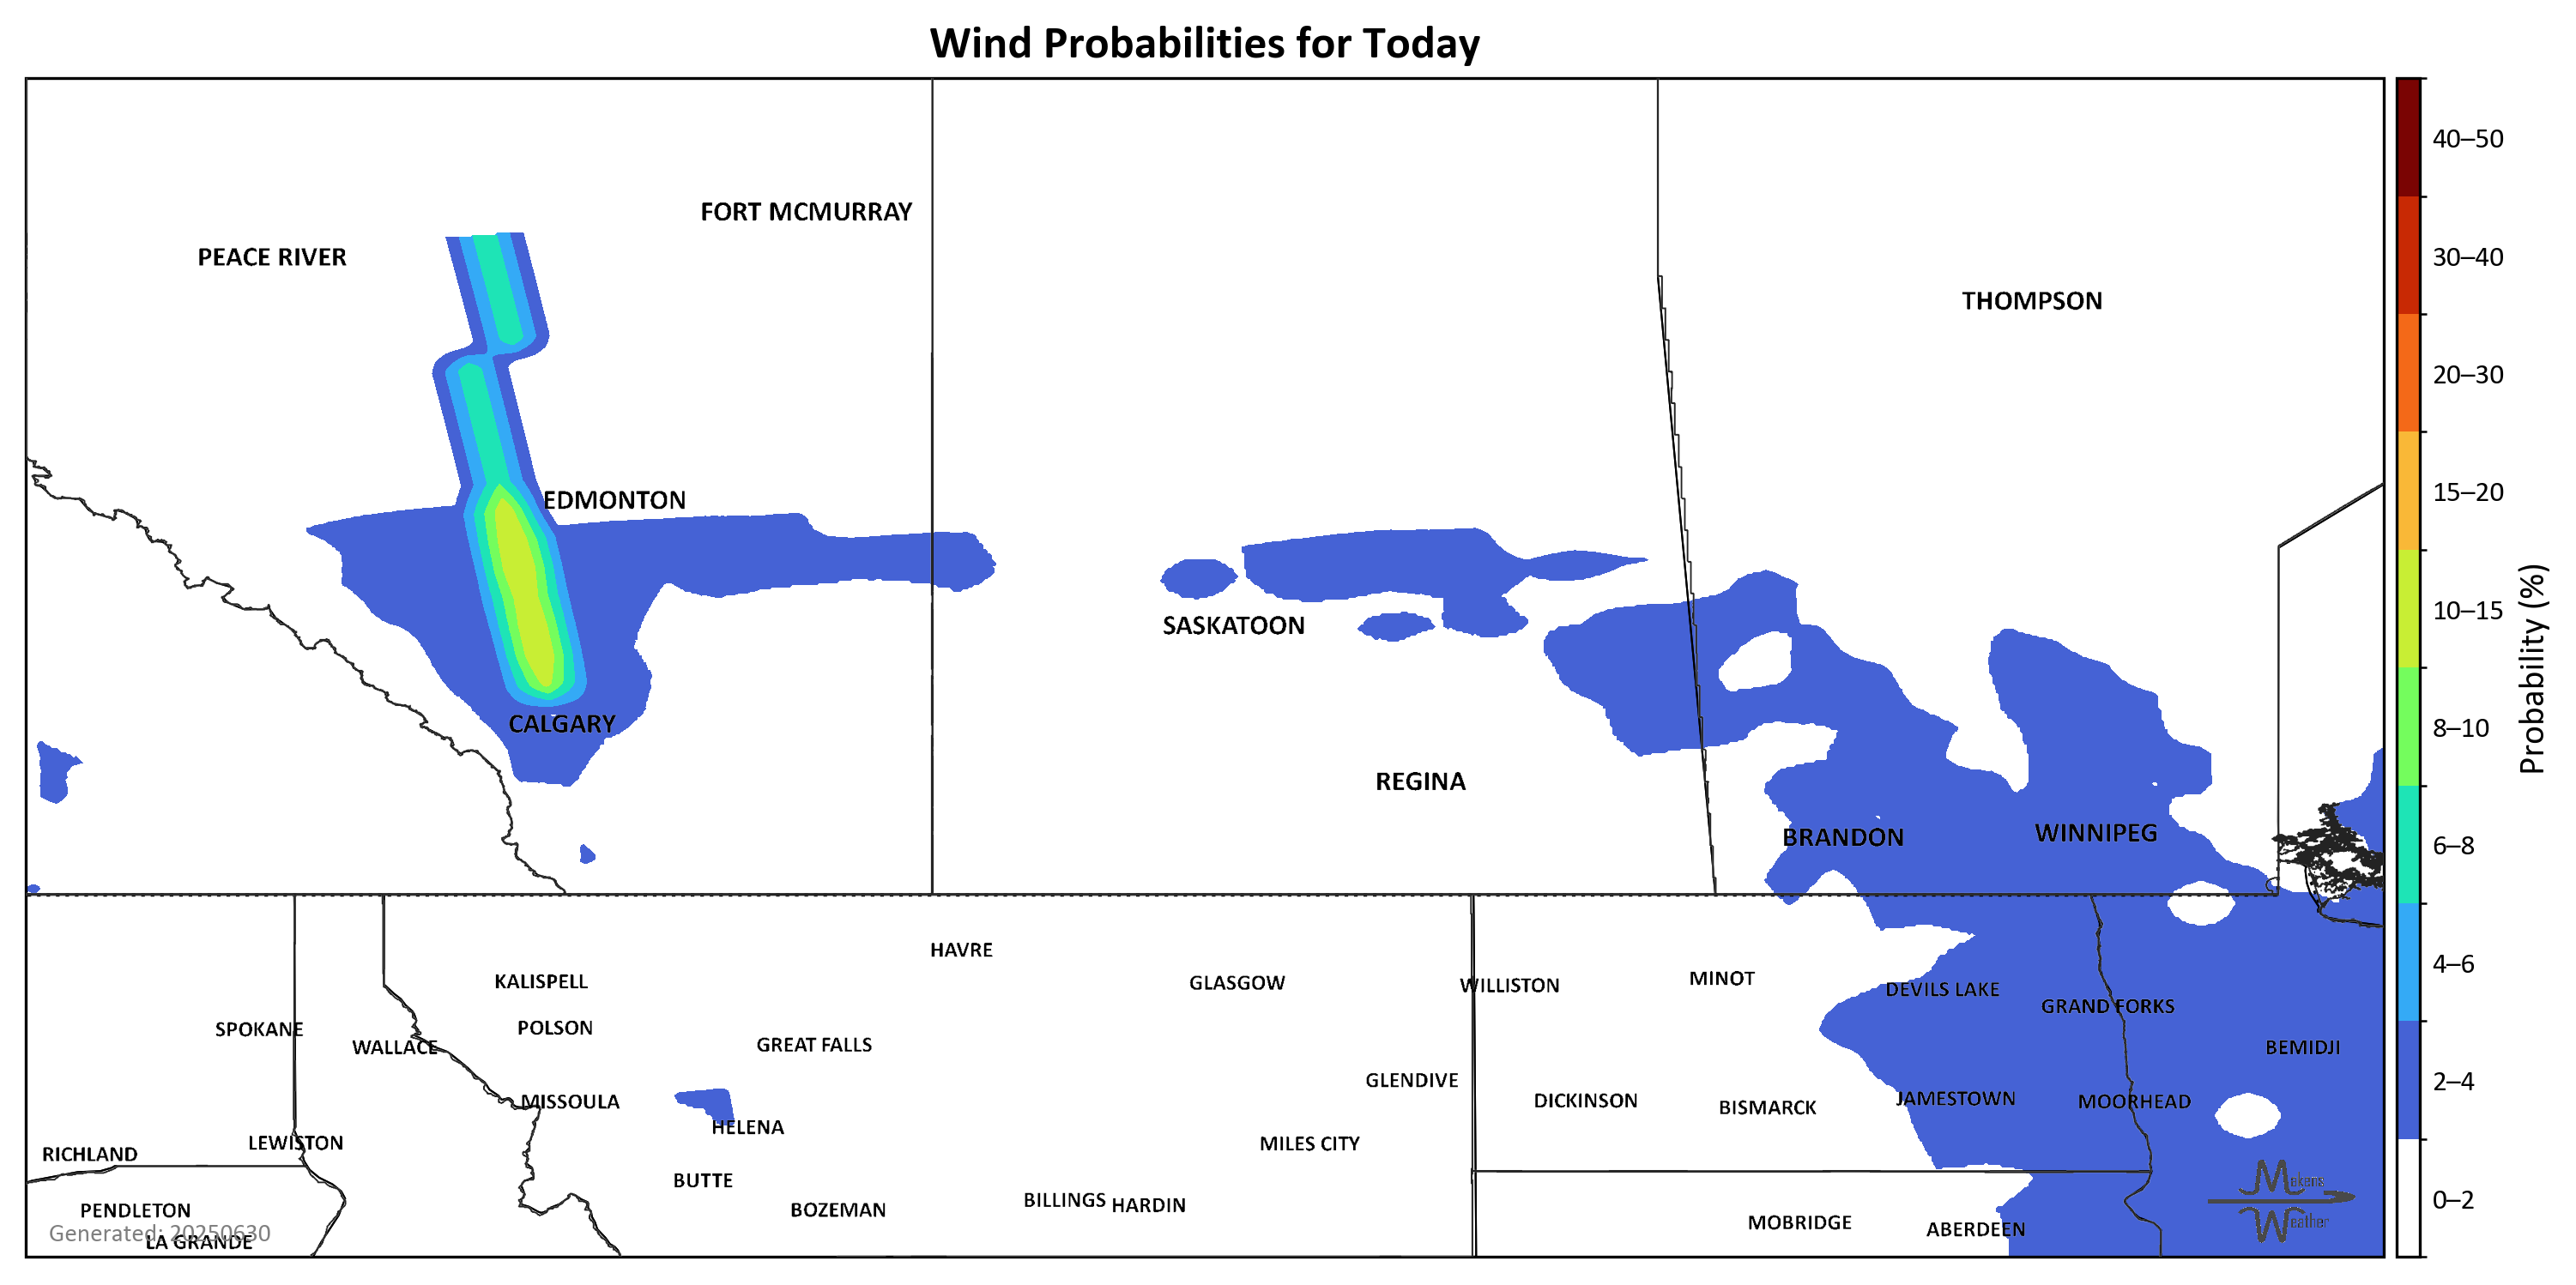 Wind Probabilities for Today
40–50
FORT MCMURRAY
PEACE RIVER
30–40
THOMPSON
20–30
EDMONTON
15–20
10–15
SASKATOON
Probability (%)
CALGARY
8–10
REGINA
BRANDON
WINNIPEG
6–8
HAVRE
4–6
KALISPELL
GLASGOW
WILLISTON
MINOT
DEVILS LAKE
GRAND FORKS
SPOKANE
POLSON
WALLACE
GREAT FALLS
BEMIDJI
GLENDIVE
2–4
MISSOULA
DICKINSON
BISMARCK
JAMESTOWN
MOORHEAD
HELENA
LEWISTON
MILES CITY
RICHLAND
BUTTE
Mokens
Weather
0–2
PENDLETON
BOZEMAN
BILLINGS
HARDIN
MOBRIDGE
ABERDEEN
Generated: 20250630
LA GRANDE